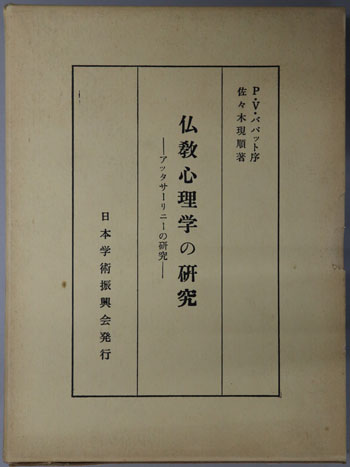 P・V・バパット序
佐々木現順著
仏教心理学の研究
―アッタサーリニーの研究―
日本学術振興会発行